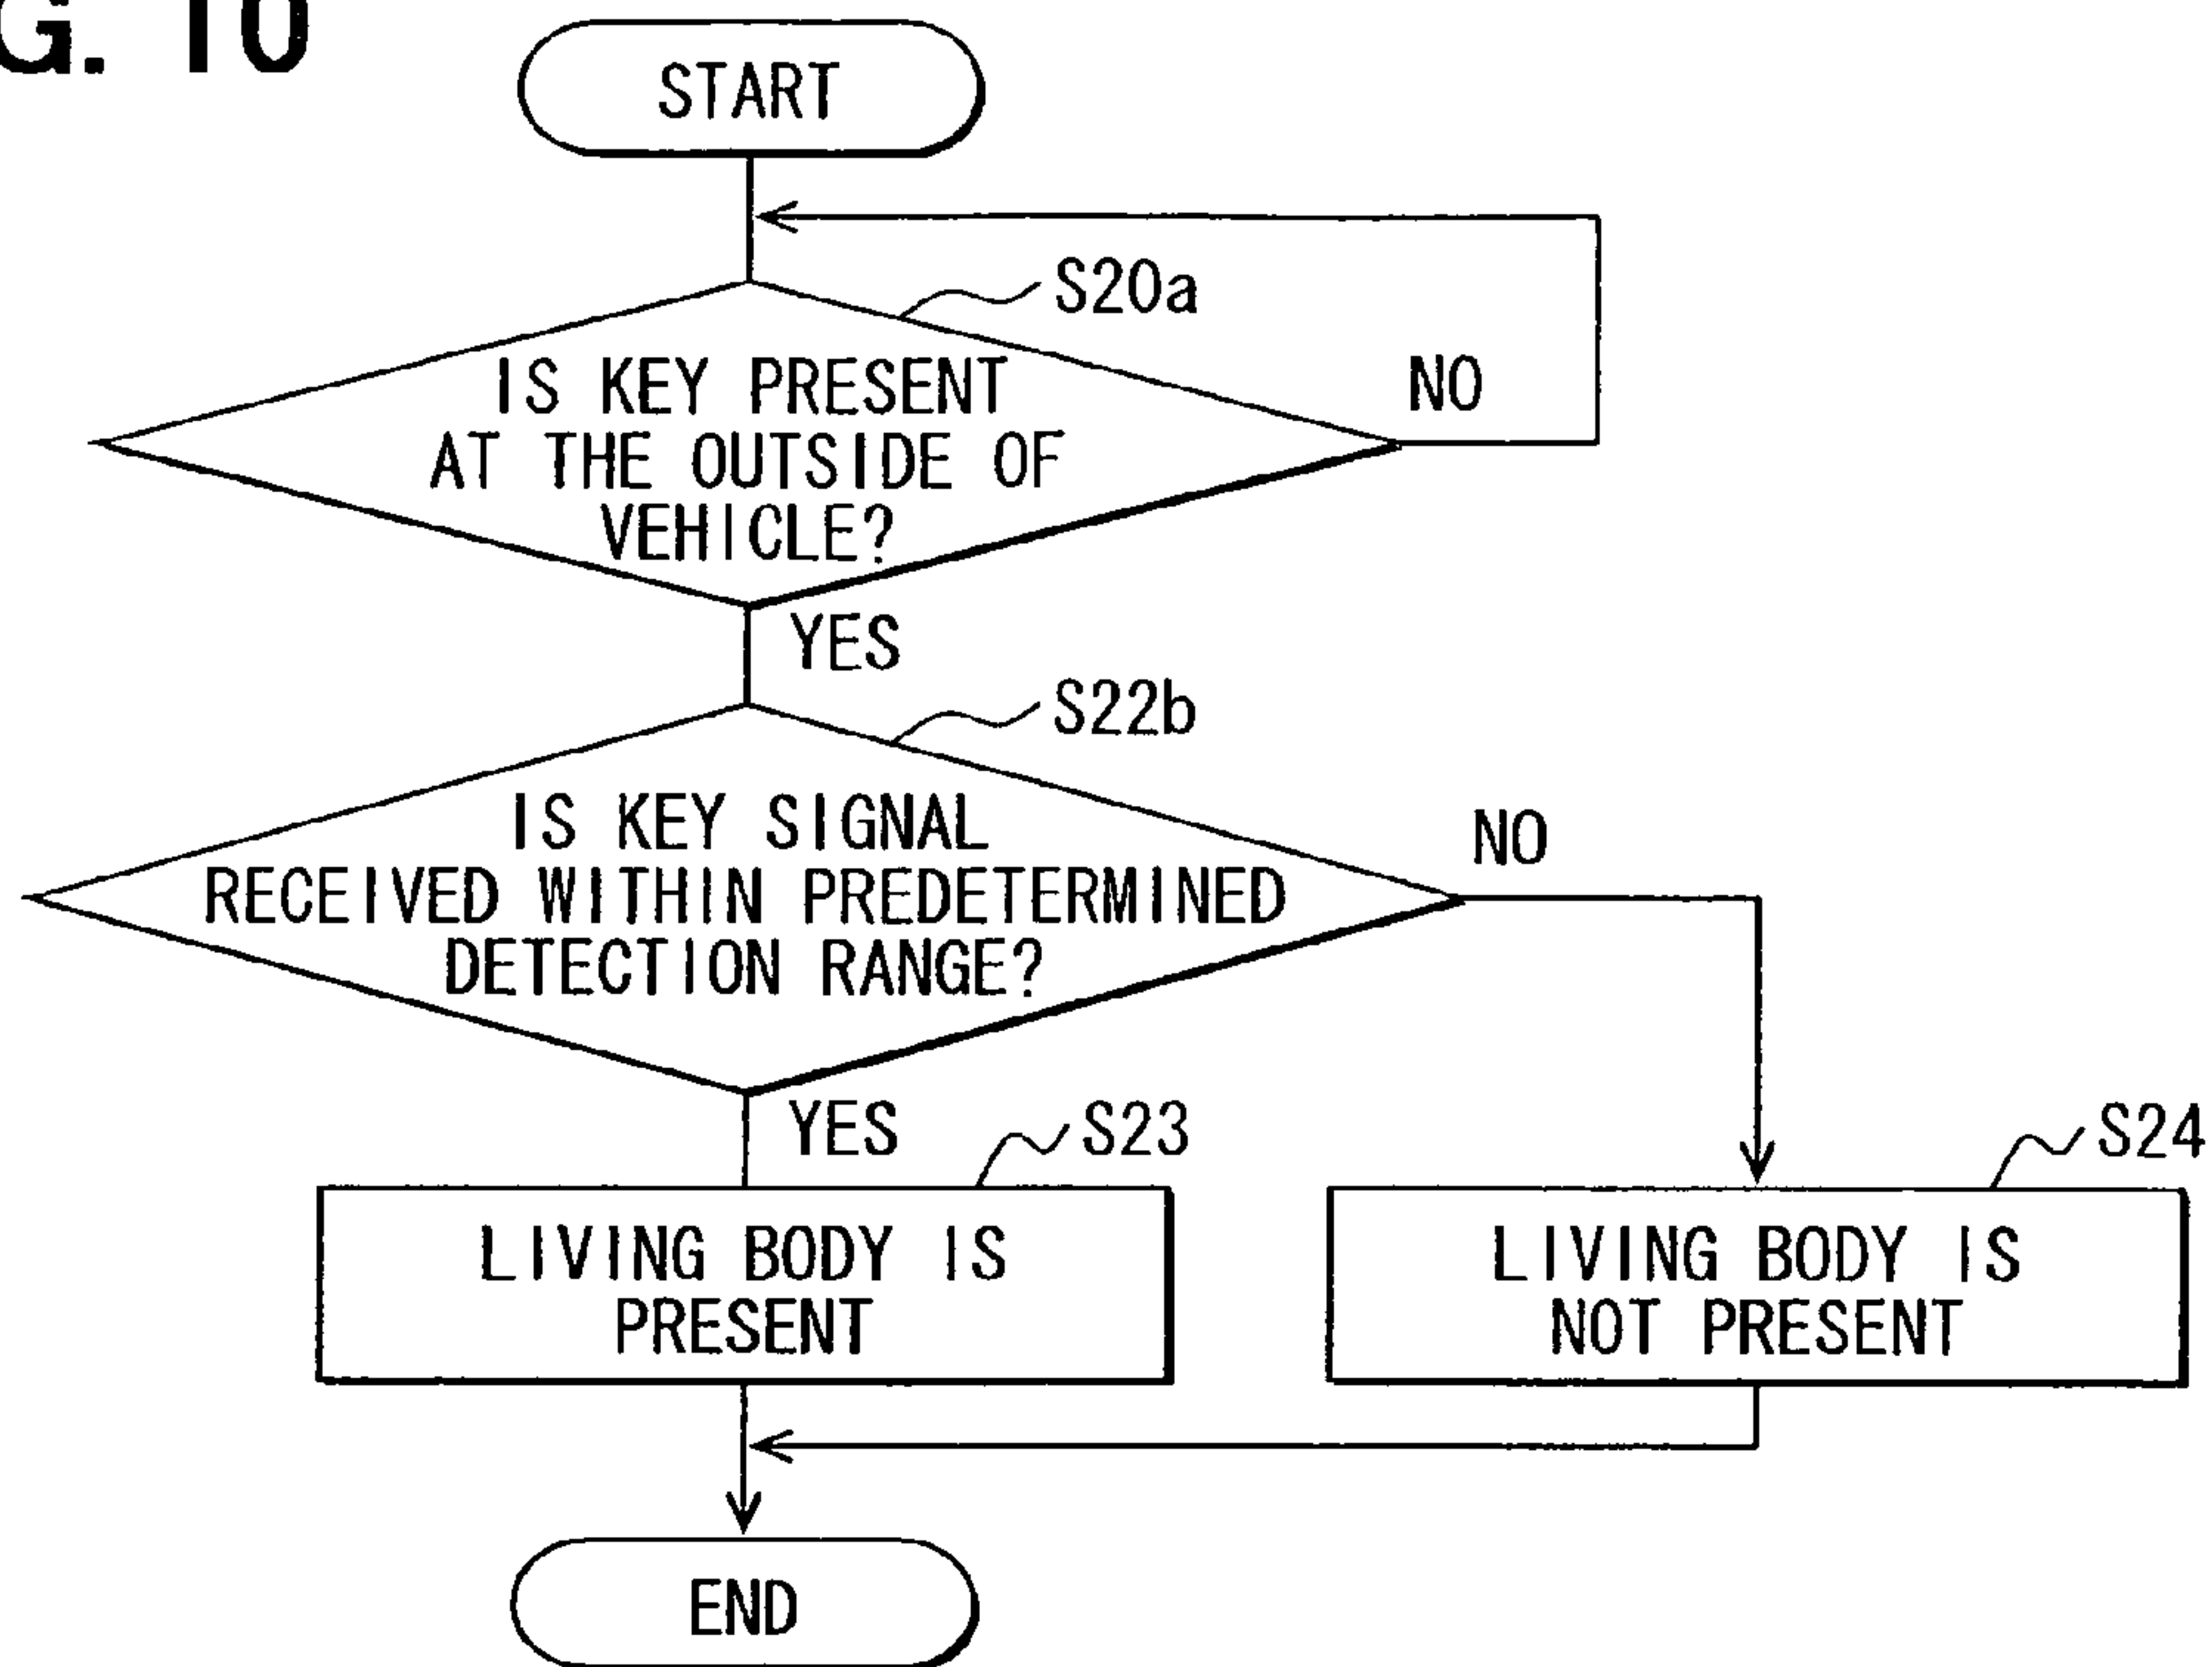 G. 10
START
S20a
IS KEY PRESENT
AT THE OUTSIDE OF
VEHICLE?
NO
YES
S22b
IS KEY SIGNAL
RECEIVED WITHIN PREDETERMINED
DETECTION RANGE?
NO
YES
S23
S24
LIVING BODY IS
PRESENT
LIVING BODY IS
NOT PRESENT
END